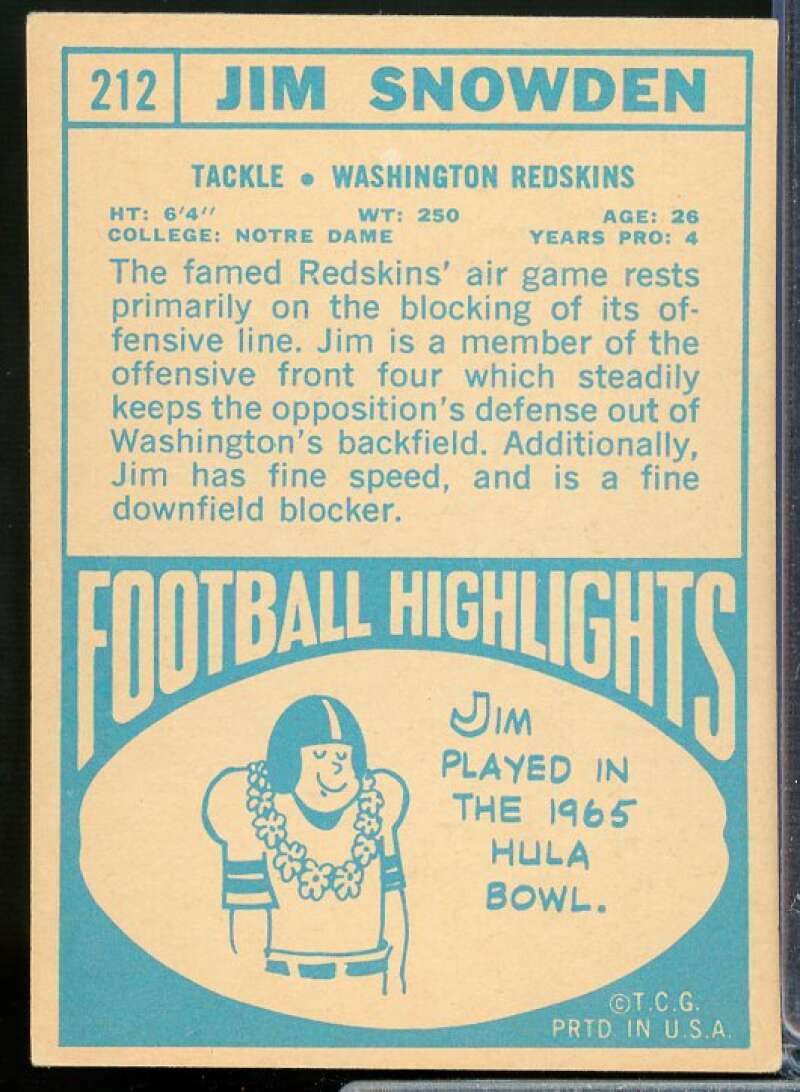 212 JIM SNOWDEN
TACKLE • WASHINGTON REDSKINS
HT: 6'4'' WT: 250 AGE: 26
COLLEGE: NOTRE DAME YEARS PRO: 4
The famed Redskins' air game rests
primarily on the blocking of its of-
fensive line. Jim is a member of the
offensive front four which steadily
keeps the opposition's defense out of
Washington's backfield. Additionally,
Jim has fine speed, and is a fine
downfield blocker.
FOOTBALL HIGHLIGHTS
JIM
PLAYED IN
THE 1965
HULA
BOWL.
©T.C.G.
PRTD. IN U.S.A.